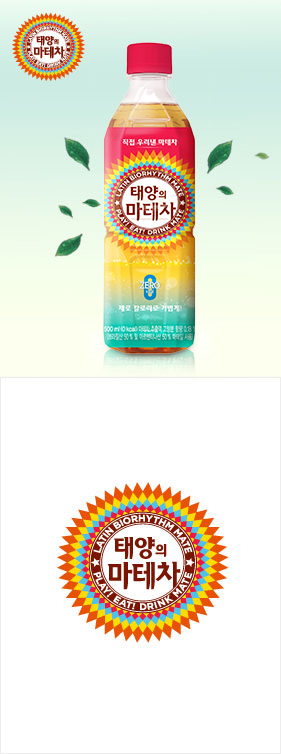 태양의
마테차
직접 우려낸 마테차
LATIN BIORHYTHM MATE
태양의
마테차
PLAY! EAT! DRINK MATE
ZERO
0
제로 칼로리로 가볍게!
500 ml (0 kcal)
LATIN BIORHYTHM MATE
태양의
마테차
PLAY! EAT! DRINK MATE